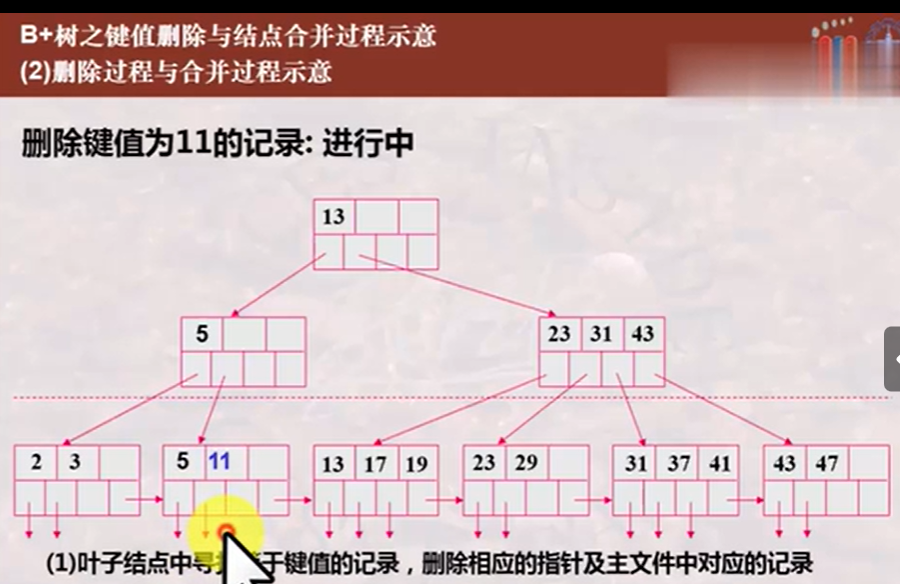 B+树之键值删除与结点合并过程示意
(2)删除过程与合并过程示意
删除键值为11的记录: 进行中
13
5
23 31 43
2 3
5 11
13 17 19
23 29
31 37 41
43 47
(1)叶子结点中寻找 于键值的记录，删除相应的指针及主文件中对应的记录